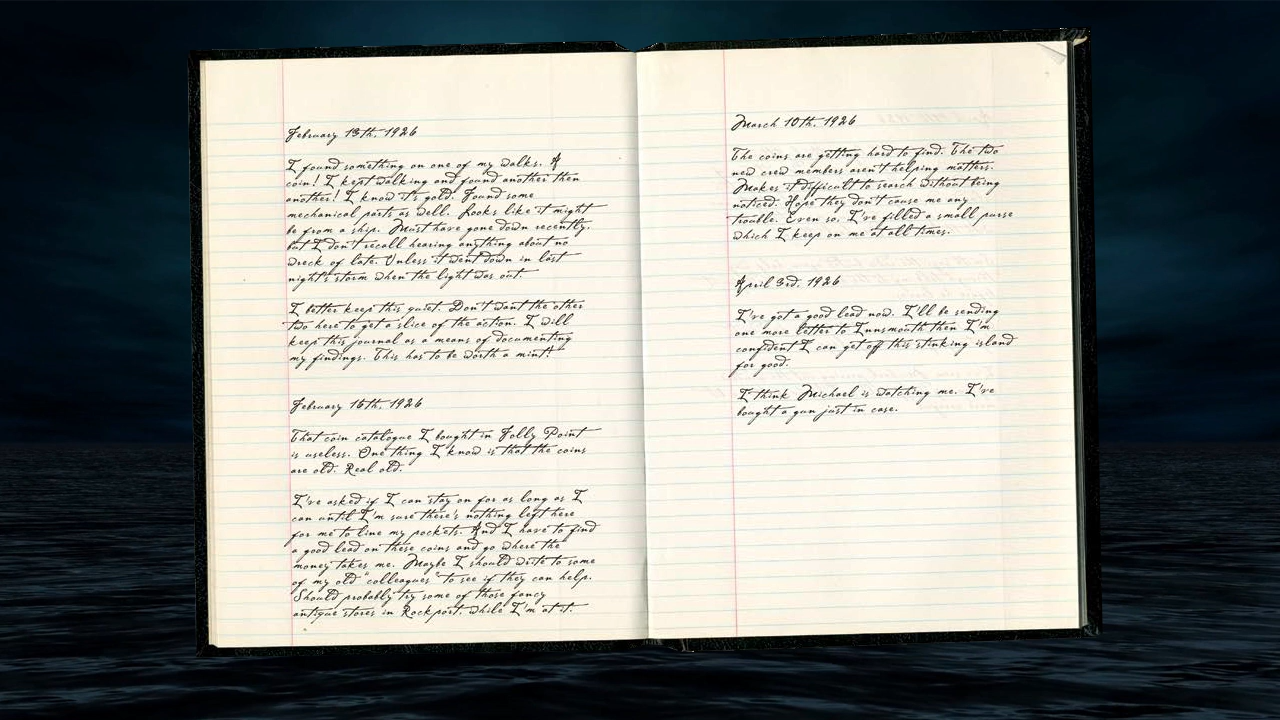 February 13th, 1926
I found something on one of my walks. A
coin! I kept walking and found another then
another! I know it's gold. Found some
mechanical parts as well. Looks like it might
be from a ship. Must have gone down recently,
but I don't recall hearing anything about no
wreck of late. Unless it went down in last
night's storm when the light was out.
I better keep this quiet. Don't want the other
two here to get a slice of the action. I will
keep this journal as a means of documenting
my findings. This has to be worth a mint!
February 16th, 1926
That coin catalogue I bought in Folly Point
is useless. One thing I know is that the coins
are old. Real old.
I've asked if I can stay on for as long as I
can until I'm sure there's nothing left here
for me to line my pockets. And I have to find
a good lead on these coins and go where the
money takes me. Maybe I should write to some
of my old "colleagues" to see if they can help.
Should probably try some of those fancy
antique stores in Rockport while I'm at it.
March 10th, 1926
The coins are getting hard to find. The two
new crew members aren't helping matters.
Makes it difficult to search without being
noticed. Hope they don't cause me any
trouble. Even so, I've filled a small purse
which I keep on me at all times.
April 3rd, 1926
I've got a good lead now. I'll be sending
one more letter to Innsmouth then I'm
confident I can get off this stinking island
for good.
I think Michael is watching me. I've
bought a gun just in case.